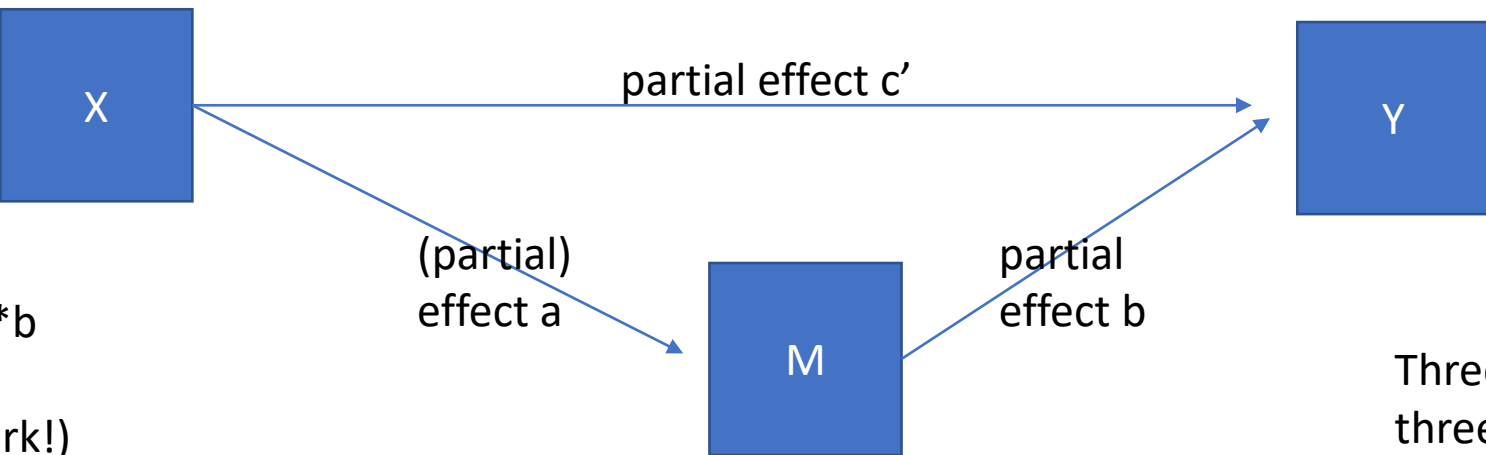 X
partial effect c’
Y
(partial)
effect a
partial
effect b
*b
M
Three
rk!)
three